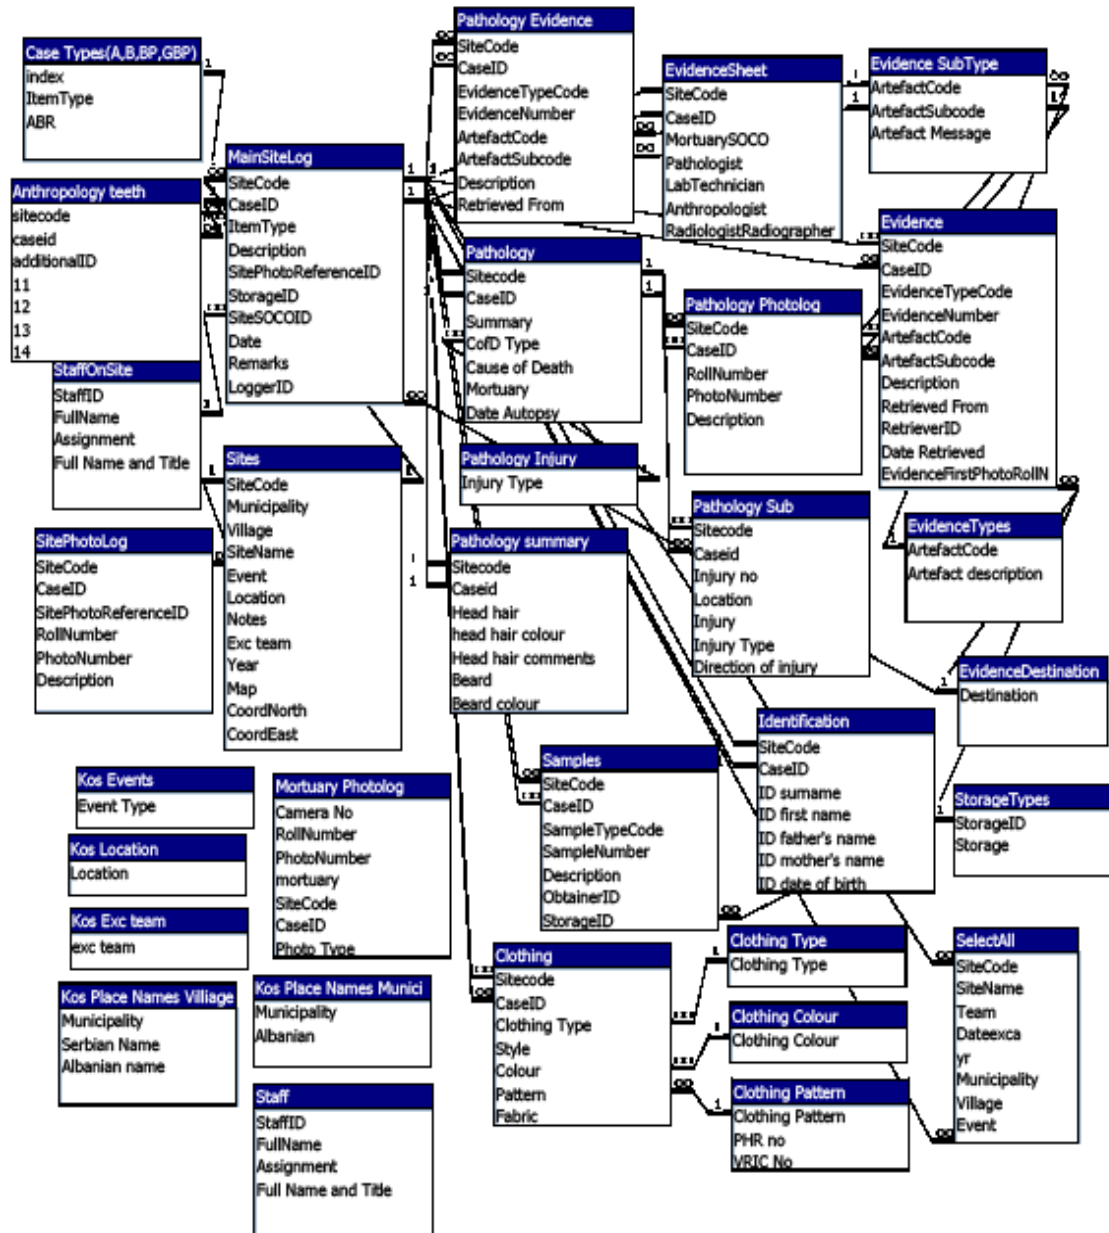 Case Types(A,B,BP,GBP)
index
ItemType
ABR
Anthropology teeth
sitecode
caseid
additionalID
11
12
13
14
StaffOnSite
StaffID
FullName
Assignment
Full Name and Title
SitePhotoLog
SiteCode
CaseID
SitePhotoReferenceID
RollNumber
PhotoNumber
Description
MainSiteLog
SiteCode
CaseID
ItemType
Description
SitePhotoReferenceID
StorageID
SiteSOCOID
Date
Remarks
LoggerID
Sites
SiteCode
Municipality
Village
SiteName
Event
Location
Notes
Exc team
Year
Map
CoordNorth
CoordEast
Kos Events
Event Type
Kos Location
Location
Kos Exc team
exc team
Kos Place Names Villiage
Municipality
Serbian Name
Albanian name
Mortuary Photolog
Camera No
RollNumber
PhotoNumber
mortuary
SiteCode
CaseID
Photo Type
Kos Place Names Munici
Municipality
Albanian
Staff
StaffID
FullName
Assignment
Full Name and Title
Pathology Evidence
SiteCode
CaseID
EvidenceTypeCode
EvidenceNumber
ArtefactCode
ArtefactSubcode
Description
Retrieved From
Pathology
Sitecode
CaseID
Summary
CofD Type
Cause of Death
Mortuary
Date Autopsy
Pathology Injury
Injury Type
Pathology summary
Sitecode
Caseid
Head hair
head hair colour
Head hair comments
Beard
Beard colour
Samples
SiteCode
CaseID
SampleTypeCode
SampleNumber
Description
ObtainerID
StorageID
Clothing
Sitecode
CaseID
Clothing Type
Style
Colour
Pattern
Fabric
EvidenceSheet
SiteCode
CaseID
MortuarySOCO
Pathologist
LabTechnician
Anthropologist
RadiologistRadiographer
Pathology Photolog
SiteCode
CaseID
RollNumber
PhotoNumber
Description
Pathology Sub
Sitecode
Caseid
Injury no
Location
Injury
Injury Type
Direction of injury
Identification
SiteCode
CaseID
ID surname
ID first name
ID father's name
ID mother's name
ID date of birth
Clothing Type
Clothing Type
Clothing Colour
Clothing Colour
Clothing Pattern
Clothing Pattern
PHR no
VRIC No
Evidence SubType
ArtefactCode
ArtefactSubcode
Artefact Message
Evidence
SiteCode
CaseID
EvidenceTypeCode
EvidenceNumber
ArtefactCode
ArtefactSubcode
Description
Retrieved From
RetrieverID
Date Retrieved
EvidenceFirstPhotoRollN
EvidenceTypes
ArtefactCode
Artefact description
EvidenceDestination
Destination
StorageTypes
StorageID
Storage
SelectAll
SiteCode
SiteName
Team
Dateexca
yr
Municipality
Village
Event